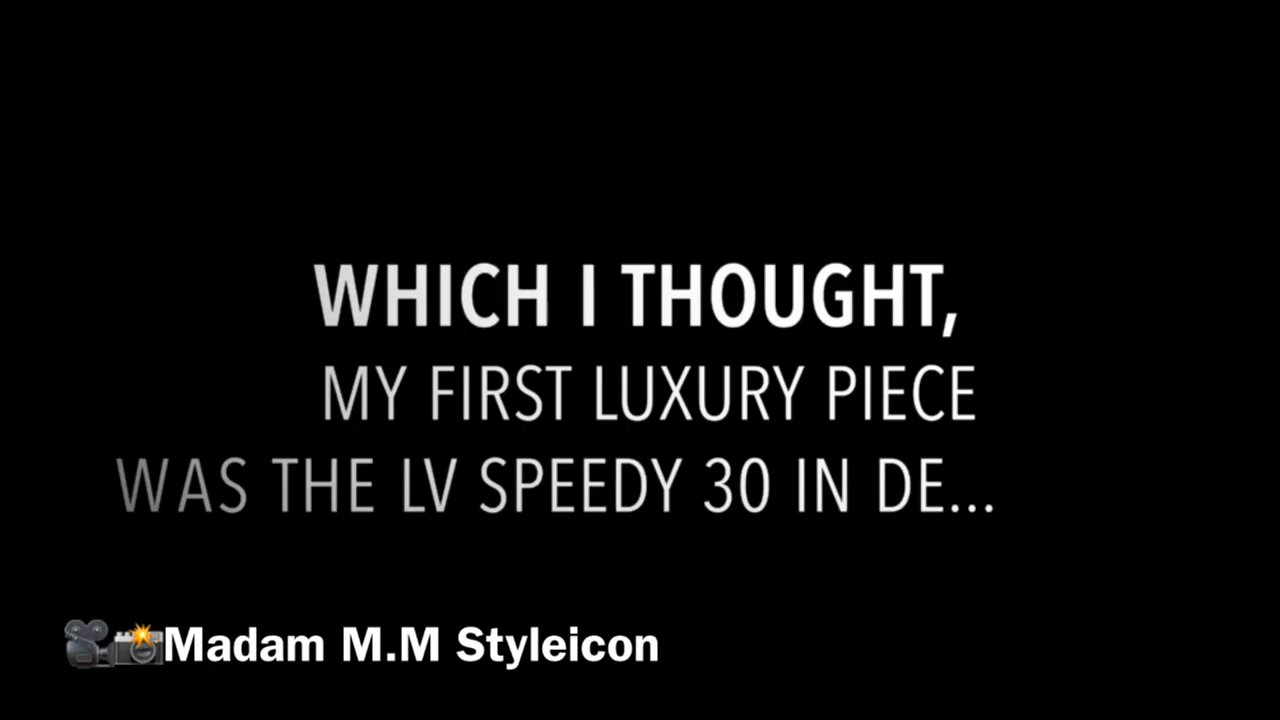 WHICH I THOUGHT,
MY FIRST LUXURY PIECE
WAS THE LV SPEEDY 30 IN DE...
🎥📸Madam M.M Styleicon